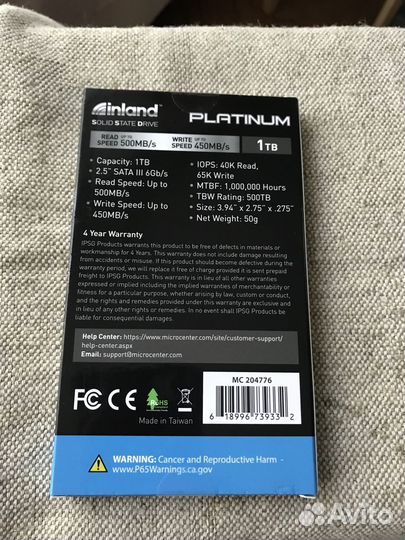 inland PLATINUM
SOLID STATE DRIVE
READ UP TO SPEED 500MB/s WRITE UP TO SPEED 450MB/s 1TB
• Capacity: 1TB
• 2.5" SATA III 6Gb/s
• Read Speed: Up to
500MB/s
• Write Speed: Up to
450MB/s
• IOPS: 40K Read,
65K Write
• MTBF: 1,000,000 Hours
• TBW Rating: 500TB
• Size: 3.94" x 2.75" x .275"
• Net Weight: 50g
4 Year Warranty
IPSG Products warrants this product to be free of defects in materials or
workmanship for 4 Years. This warranty does not include damage resulting
from accidents or misuse. If this product should become defective during the
warranty period, we will replace it free of charge provided it is sent prepaid
freight to IPSG Products. This warranty is in lieu of all other warranties
expressed or implied including the implied warranties of merchantability or
fitness for a particular purpose, whether arising by law, custom or conduct,
and the rights and remedies provided under this warranty are exclusive and
in lieu of any other rights or remedies. In no event shall IPSG Products be
liable for consequential damages.
Help Center: https://www.microcenter.com/site/customer-support/
help-center.aspx
Email: support@microcenter.com
MC 204776
FC CE RoHS
6 18996 73933 2
Made in Taiwan
WARNING: Cancer and Reproductive Harm -
www.P65Warnings.ca.gov
Avito